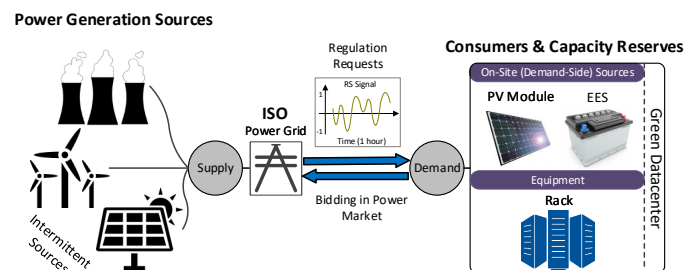 Power Generation Sources
Regulation
Requests
Consumers & Capacity Reserves
RS Signal
1
-1
Time (1 hour)
On-Site (Demand-Side) Sources
PV Module
EES
ISO
Power Grid
Supply
Demand
Bidding in Power
Market
Equipment
Rack
Green Datacenter
Intermittent
Sources